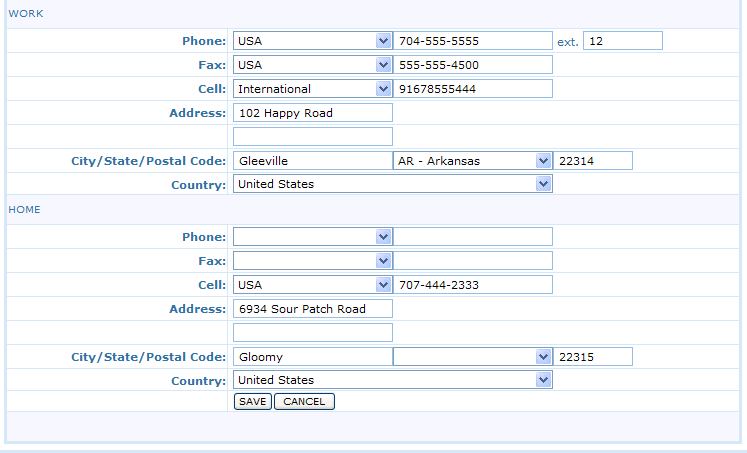 WORK
Phone: USA 704-555-5555 ext. 12
Fax: USA 555-555-4500
Cell: International 91678555444
Address: 102 Happy Road
City/State/Postal Code: Gleeville AR - Arkansas 22314
Country: United States
HOME
Phone:
Fax:
Cell: USA 707-444-2333
Address: 6934 Sour Patch Road
City/State/Postal Code: Gloomy 22315
Country: United States
SAVE CANCEL